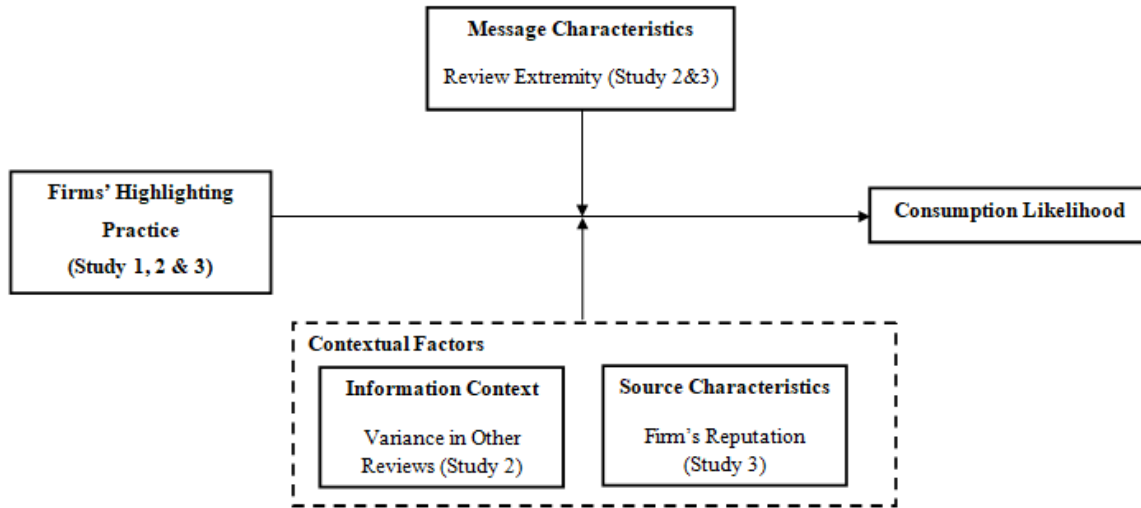 Message Characteristics
Review Extremity (Study 2&3)
Firms’ Highlighting
Practice
(Study 1, 2 & 3)
Consumption Likelihood
Contextual Factors
Information Context
Variance in Other
Reviews (Study 2)
Source Characteristics
Firm’s Reputation
(Study 3)